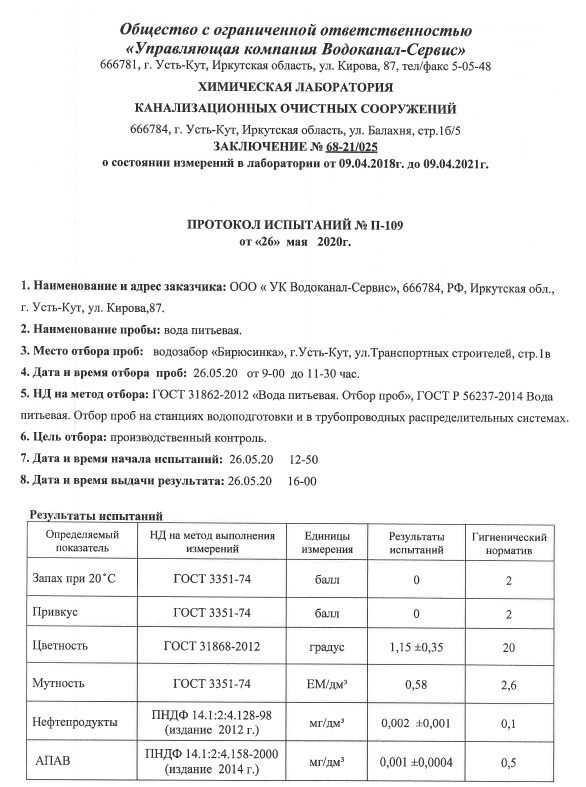 Общество с ограниченной ответственностью
«Управляющая компания Водоканал-Сервис»
666781, г. Усть-Кут, Иркутская область, ул. Кирова, 87, тел/факс 5-05-48
ХИМИЧЕСКАЯ ЛАБОРАТОРИЯ
КАНАЛИЗАЦИОННЫХ ОЧИСТНЫХ СООРУЖЕНИЙ
666784, г. Усть-Кут, Иркутская область, ул. Балахня, стр.1б/5
ЗАКЛЮЧЕНИЕ № 68-21/025
о состоянии измерений в лаборатории от 09.04.2018г. до 09.04.2021г.
ПРОТОКОЛ ИСПЫТАНИЙ № П-109
от «26» мая 2020г.
1. Наименование и адрес заказчика: ООО « УК Водоканал-Сервис», 666784, РФ, Иркутская обл.,
г. Усть-Кут, ул. Кирова,87.
2. Наименование пробы: вода питьевая.
3. Место отбора проб: водозабор «Бирюсинка», г.Усть-Кут, ул.Транспортных строителей, стр.1в
4. Дата и время отбора проб: 26.05.20 от 9-00 до 11-30 час.
5. НД на метод отбора: ГОСТ 31862-2012 «Вода питьевая. Отбор проб», ГОСТ Р 56237-2014 Вода
питьевая. Отбор проб на станциях водоподготовки и в трубопроводных распределительных системах.
6. Цель отбора: производственный контроль.
7. Дата и время начала испытаний: 26.05.20 12-50
8. Дата и время выдачи результата: 26.05.20 16-00
Результаты испытаний
Определяемый показатель НД на метод выполнения измерений Единицы измерения Результаты испытаний Гигиенический норматив
Запах при 20˚С ГОСТ 3351-74 балл 0 2
Привкус ГОСТ 3351-74 балл 0 2
Цветность ГОСТ 31868-2012 градус 1,15 ±0,35 20
Мутность ГОСТ 3351-74 ЕМ/дм³ 0,58 2,6
Нефтепродукты ПНДФ 14.1:2:4.128-98 (издание 2012 г.) мг/дм³ 0,002 ±0,001 0,1
АПАВ ПНДФ 14.1:2:4.158-2000 (издание 2014 г.) мг/дм³ 0,001 ±0,0004 0,5